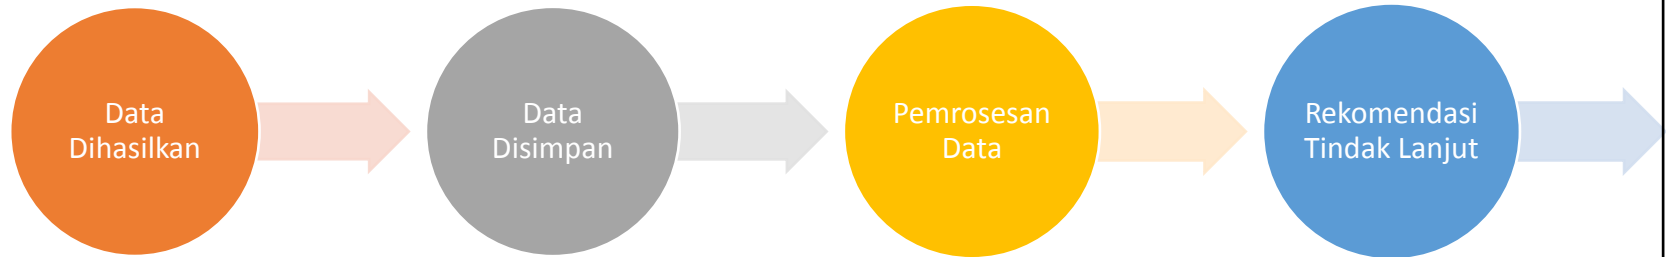 Data
Dihasilkan
Data
Disimpan
Pemrosesan
Data
Rekomendasi
Tindak Lanjut